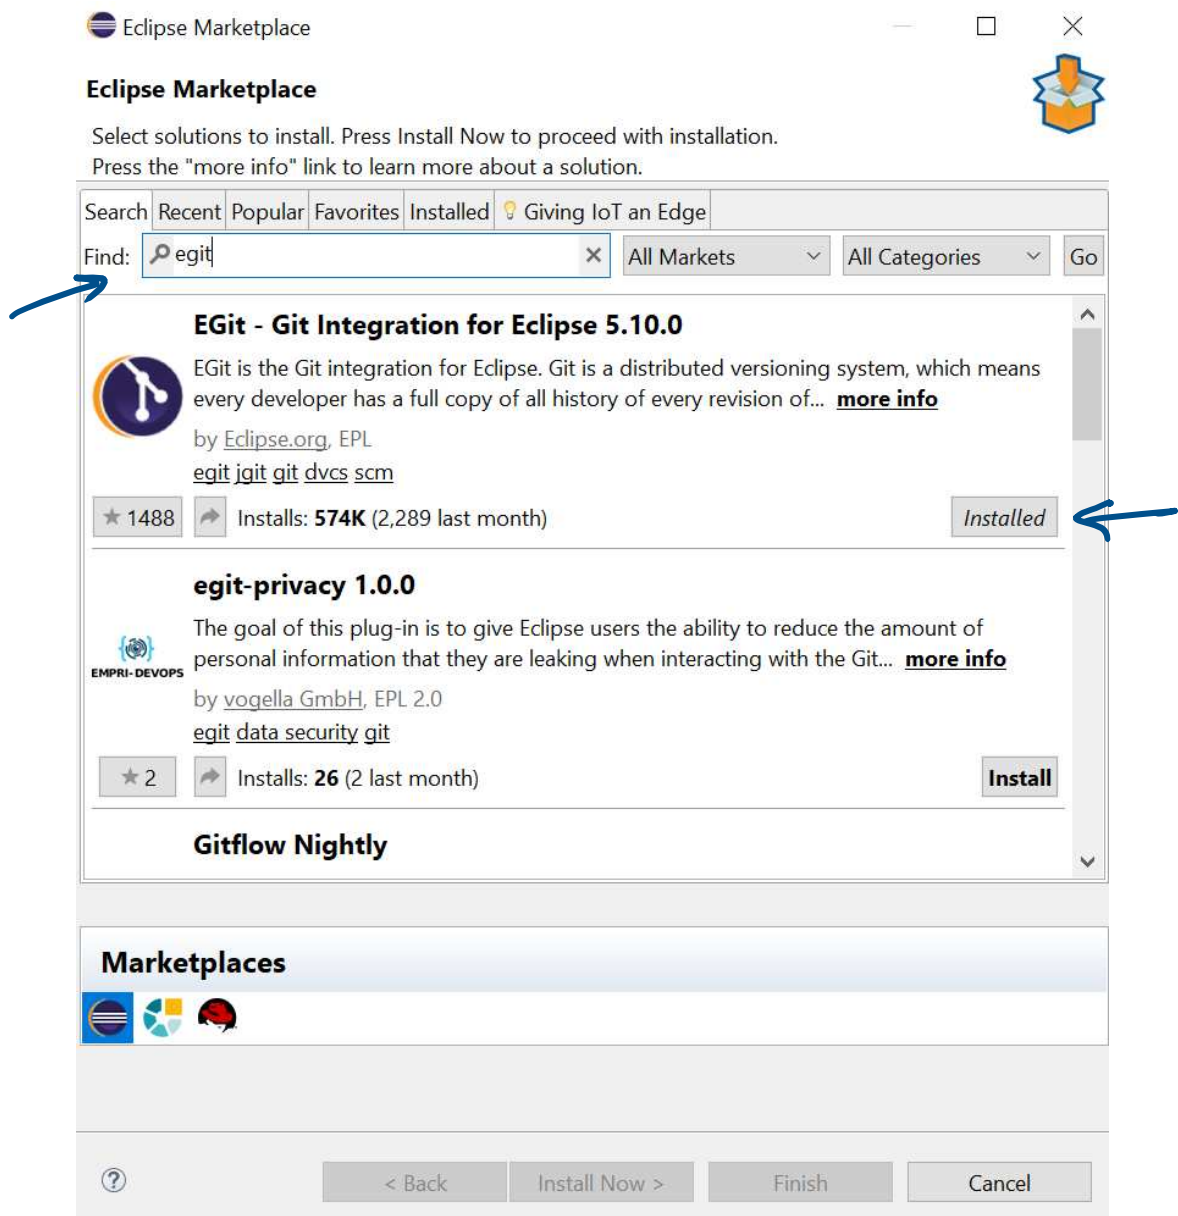 Eclipse Marketplace
Eclipse Marketplace
Select solutions to install. Press Install Now to proceed with installation.
Press the "more info" link to learn more about a solution.
Search Recent Popular Favorites Installed Giving IoT an Edge
Find: egit All Markets All Categories Go
EGit - Git Integration for Eclipse 5.10.0
EGit is the Git integration for Eclipse. Git is a distributed versioning system, which means
every developer has a full copy of all history of every revision of... more info
by Eclipse.org, EPL
egit jgit git dvcs scm
1488 Installs: 574K (2,289 last month) Installed
egit-privacy 1.0.0
The goal of this plug-in is to give Eclipse users the ability to reduce the amount of
EMPRI-DEVOPS personal information that they are leaking when interacting with the Git... more info
by vogella GmbH, EPL 2.0
egit data security git
2 Installs: 26 (2 last month) Install
Gitflow Nightly
Marketplaces
? < Back Install Now > Finish Cancel